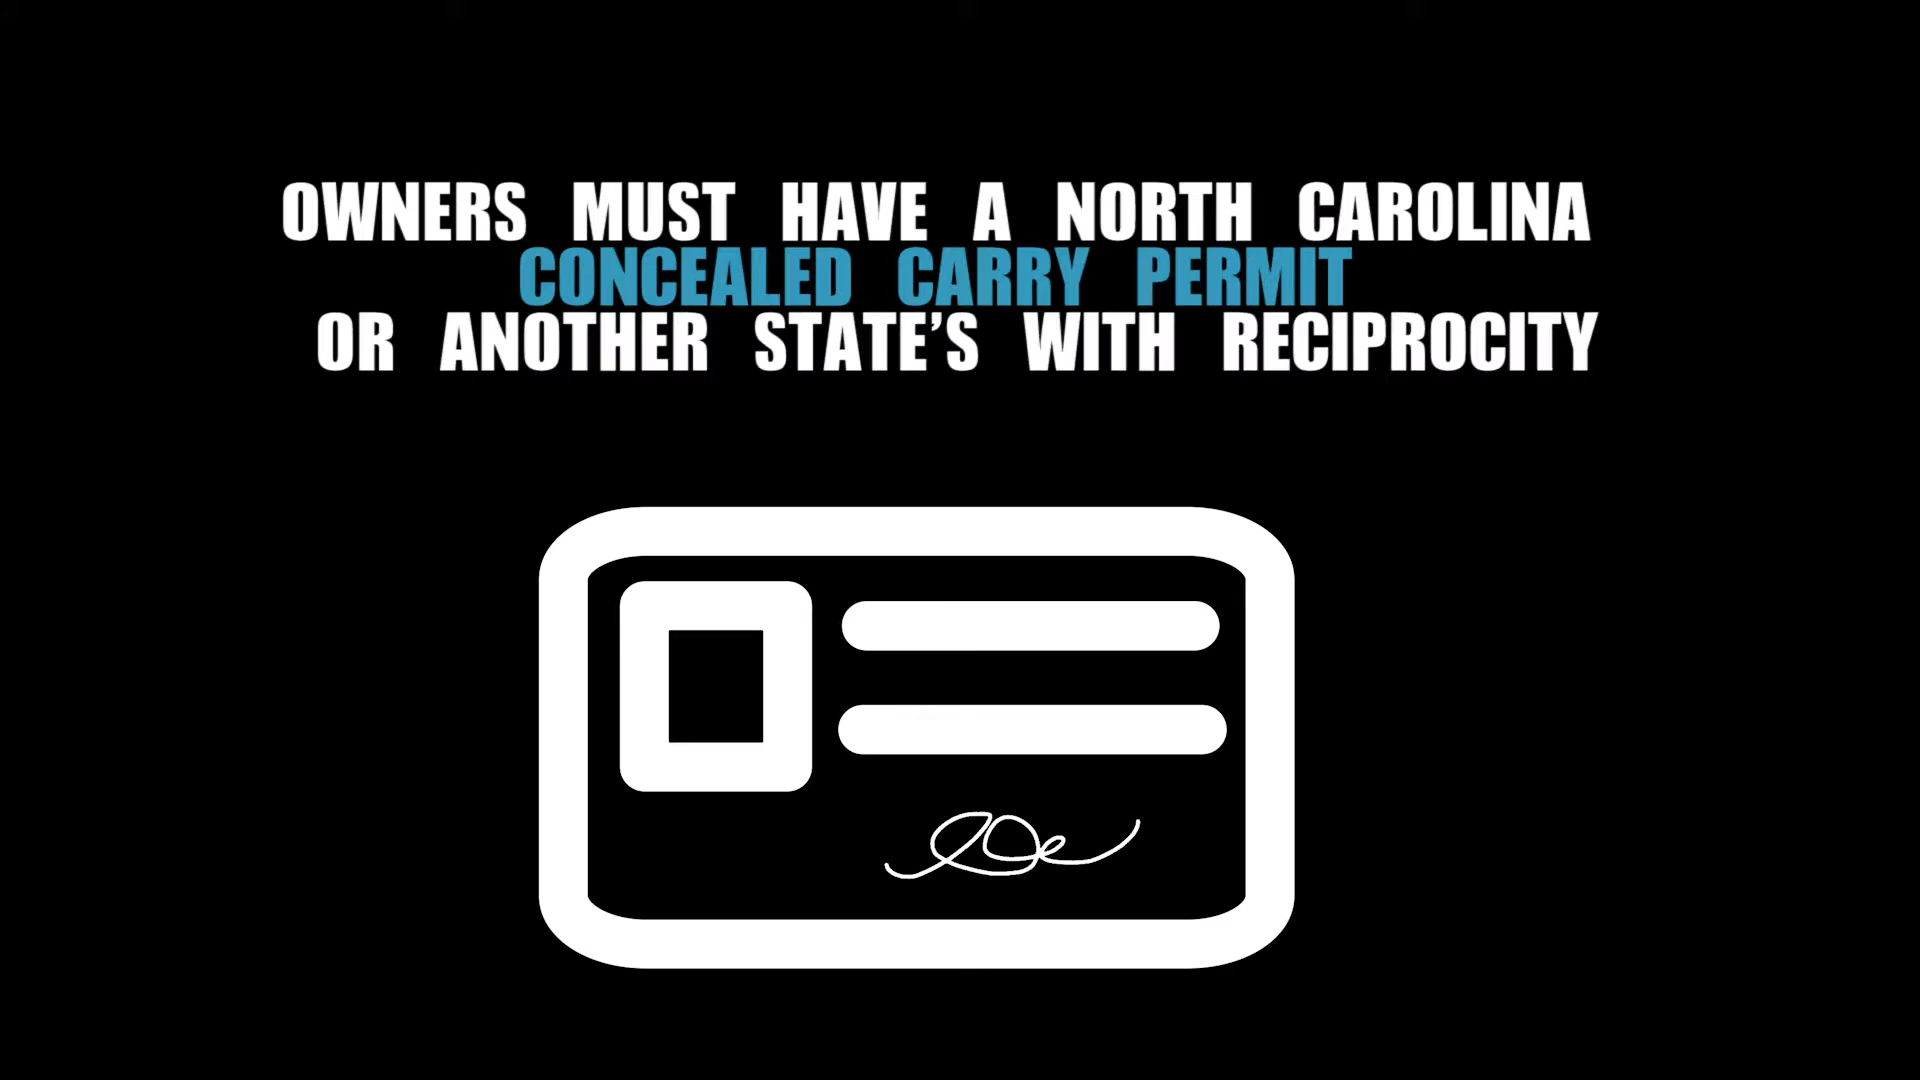 OWNERS MUST HAVE A NORTH CAROLINA
CONCEALED CARRY PERMIT
OR ANOTHER STATE’S WITH RECIPROCITY